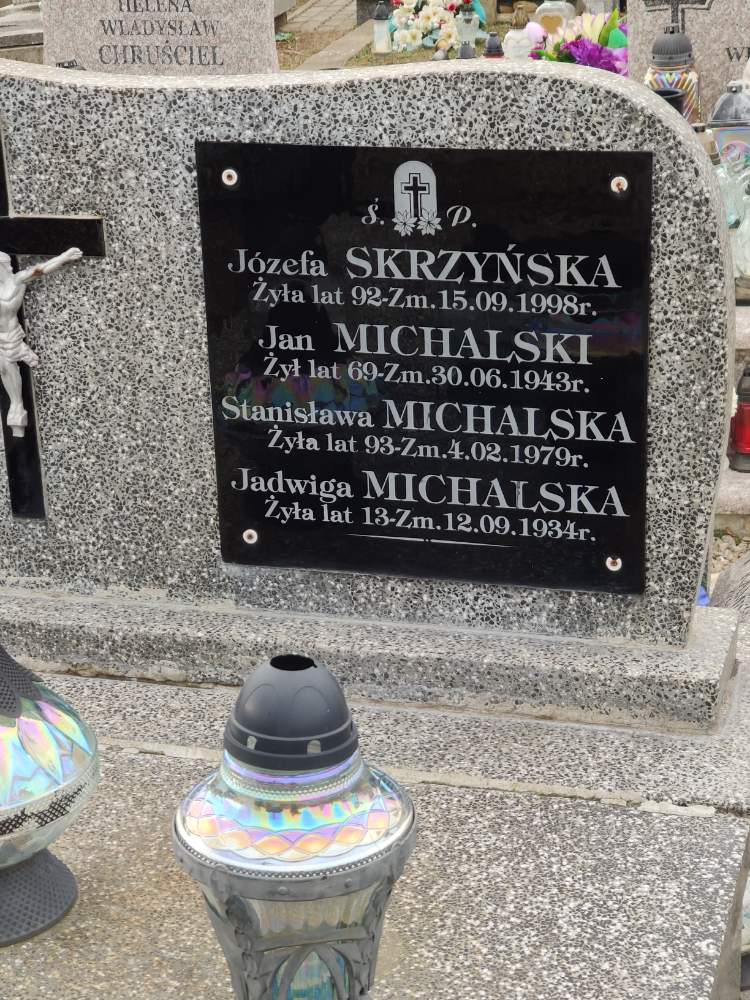 HELENA
WŁADYSŁAW
CHRUŚCIEL
Ś. P.
Józefa SKRZYŃSKA
Żyła lat 92-Zm.15.09.1998r.
Jan MICHALSKI
Żył lat 69-Zm.30.06.1943r.
Stanisława MICHALSKA
Żyła lat 93-Zm.4.02.1979r.
Jadwiga MICHALSKA
Żyła lat 13-Zm.12.09.1934r.